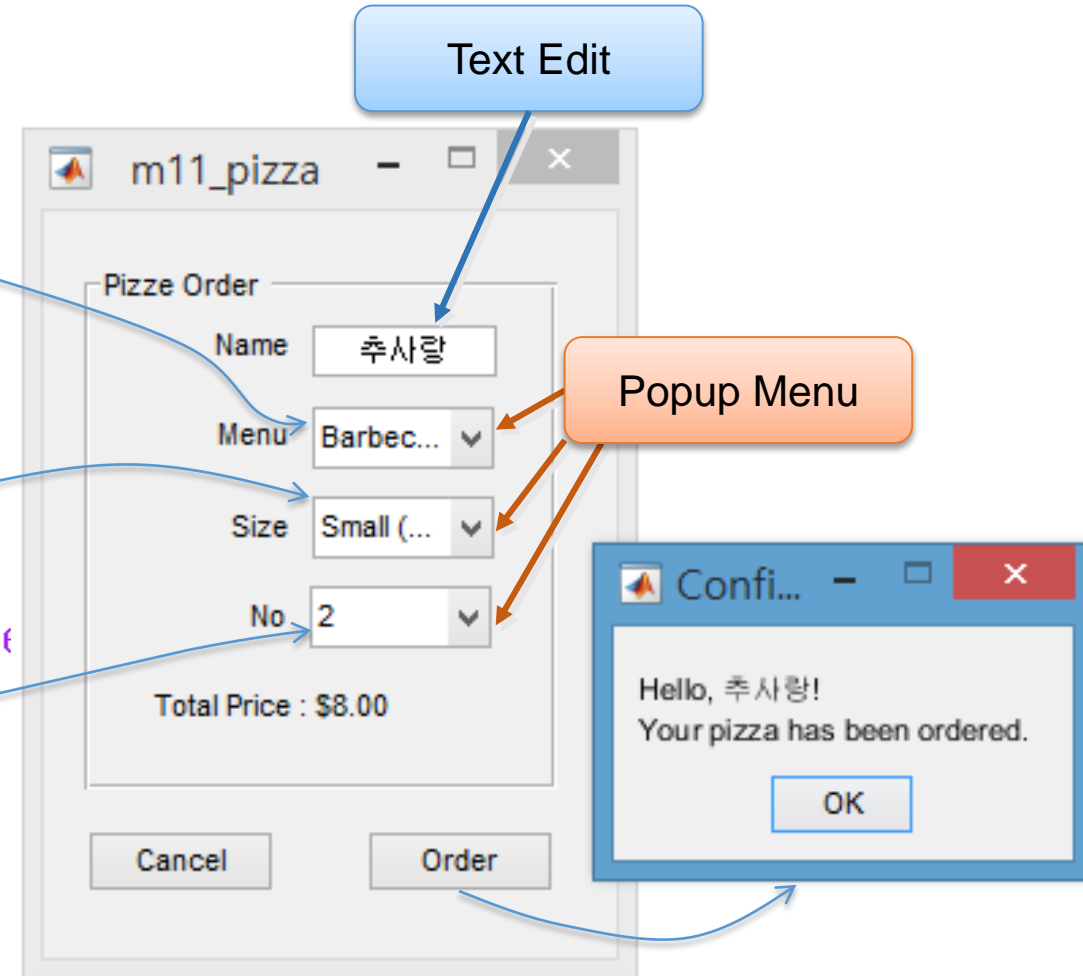 Text Edit
m11_pizza
Pizze Order
Name 추사랑
Popup Menu
Menu Barbec...
Size Small (...
No 2
Total Price : $8.00
Cancel Order
Confi...
Hello, 추사랑!
Your pizza has been ordered.
OK